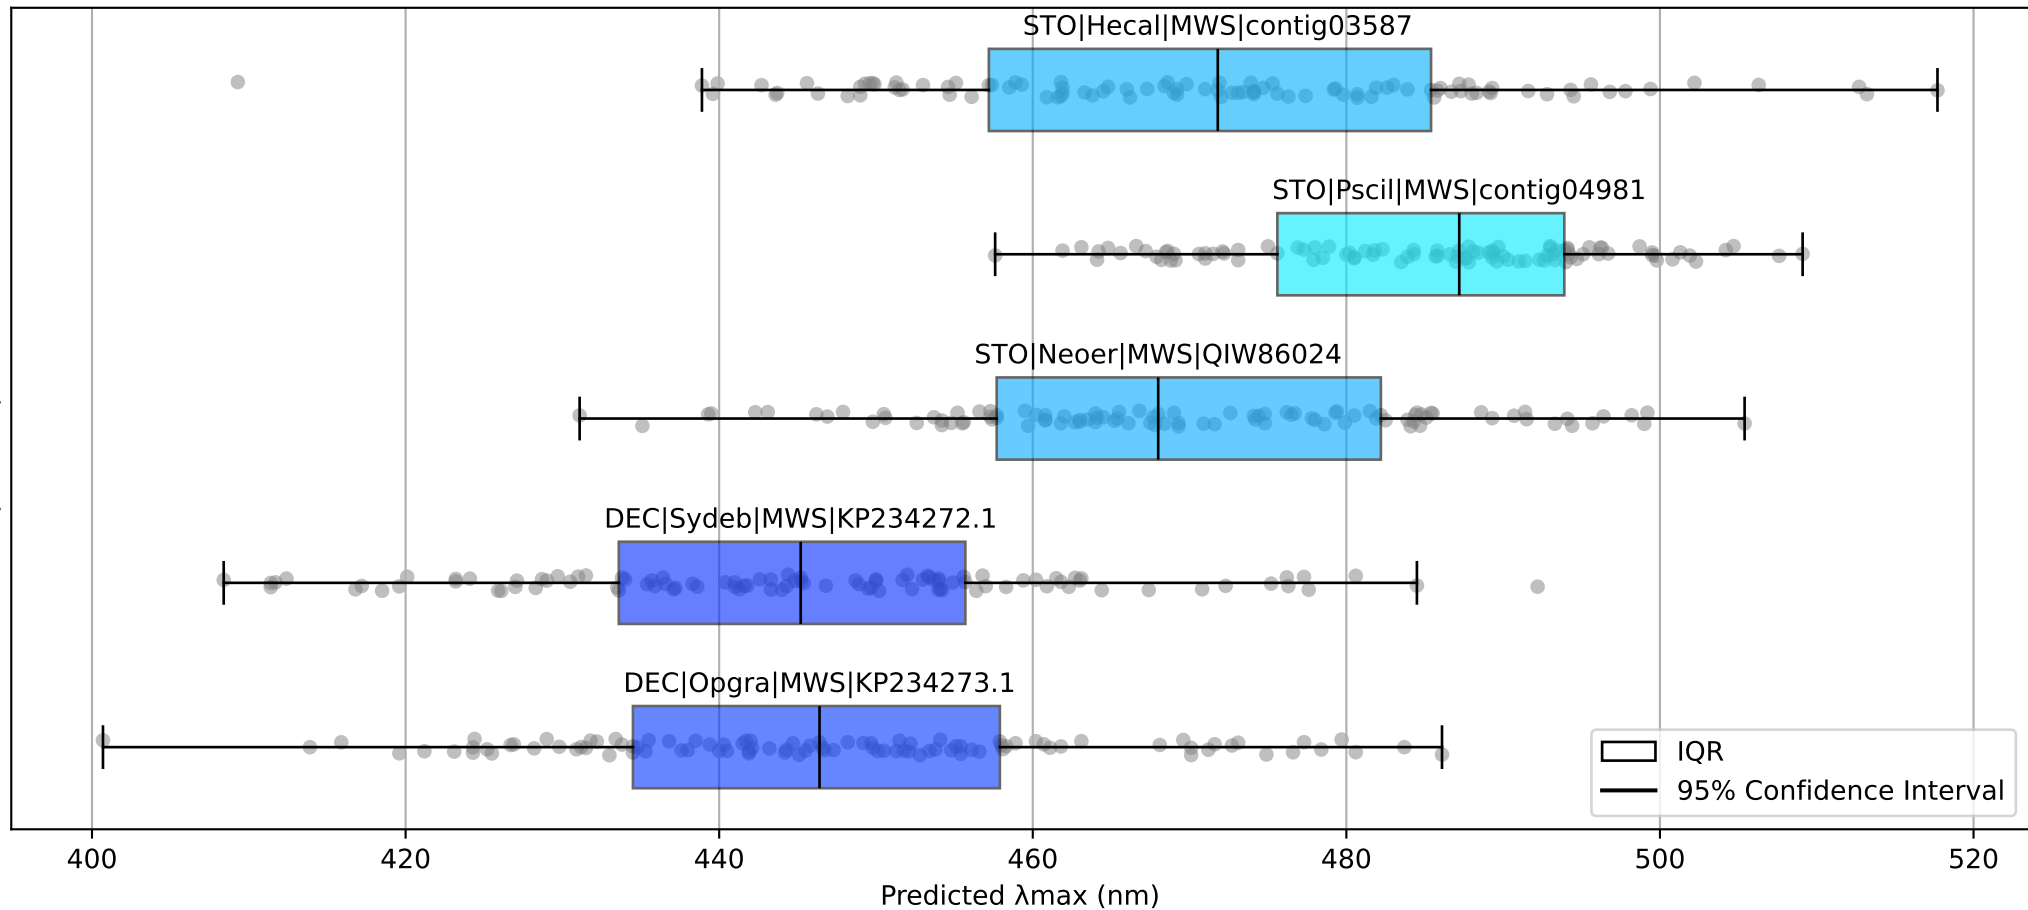 STO|Hecal|MWS|contig03587
STO|Pscil|MWS|contig04981
STO|Neoer|MWS|QIW86024
DEC|Sydeb|MWS|KP234272.1
DEC|Opgra|MWS|KP234273.1
IQR
95% Confidence Interval
400 420 440 460 480 500 520
Predicted λmax (nm)